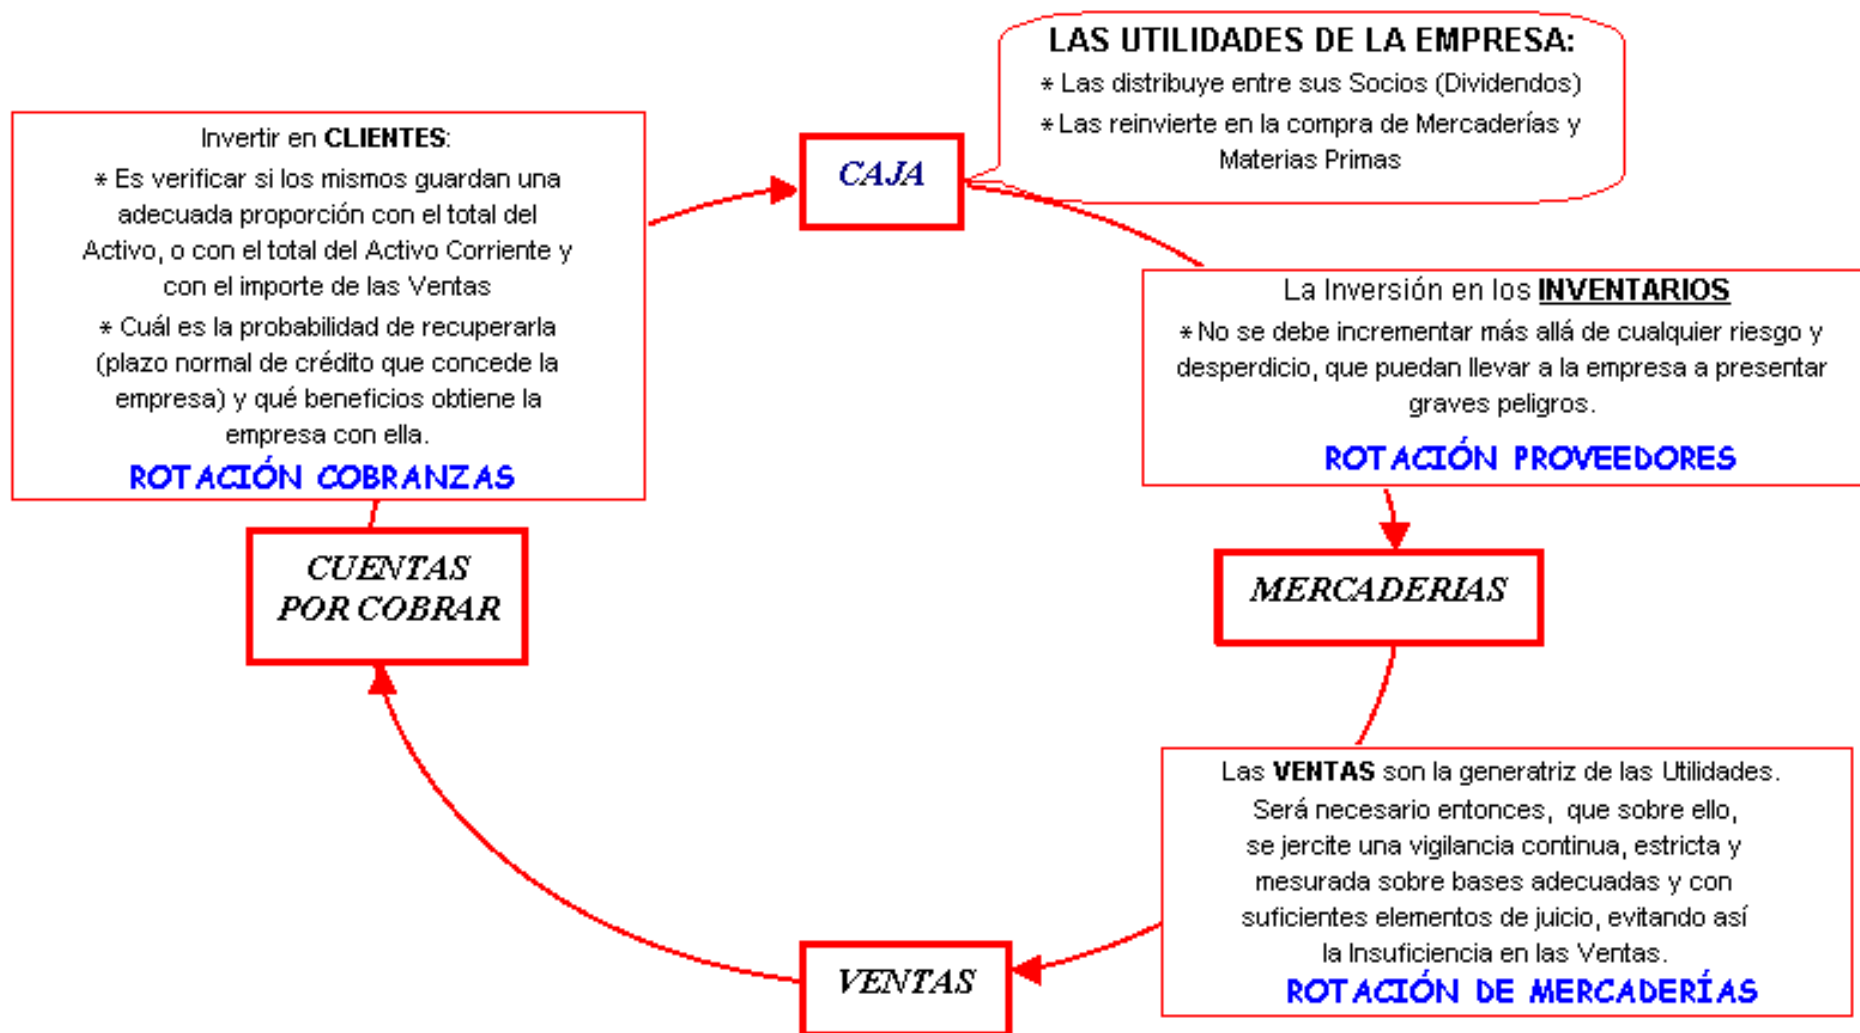 LAS UTILIDADES DE LA EMPRESA:
* Las distribuye entre sus Socios (Dividendos)
* Las reinvierte en la compra de Mercaderías y
Materias Primas
Invertir en CLIENTES:
* Es verificar si los mismos guardan una
adecuada proporción con el total del
Activo, o con el total del Activo Corriente y
con el importe de las Ventas
* Cuál es la probabilidad de recuperarla
(plazo normal de crédito que concede la
empresa) y qué beneficios obtiene la
empresa con ella.
ROTACIÓN COBRANZAS
CAJA
La Inversión en los INVENTARIOS
* No se debe incrementar más allá de cualquier riesgo y
desperdicio, que puedan llevar a la empresa a presentar
graves peligros.
ROTACIÓN PROVEEDORES
CUENTAS
POR COBRAR
MERCADERIAS
Las VENTAS son la generatriz de las Utilidades.
Será necesario entonces, que sobre ello,
se jercite una vigilancia continua, estricta y
mesurada sobre bases adecuadas y con
suficientes elementos de juicio, evitando así
la Insuficiencia en las Ventas.
ROTACIÓN DE MERCADERÍAS
VENTAS